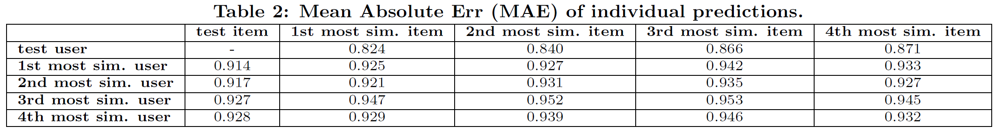 Table 2: Mean Absolute Err (MAE) of individual predictions.
test item 1st most sim. item 2nd most sim. item 3rd most sim. item 4th most sim. item
test user - 0.824 0.840 0.866 0.871
1st most sim. user 0.914 0.925 0.927 0.942 0.933
2nd most sim. user 0.917 0.921 0.931 0.935 0.927
3rd most sim. user 0.927 0.947 0.952 0.953 0.945
4th most sim. user 0.928 0.929 0.939 0.946 0.932